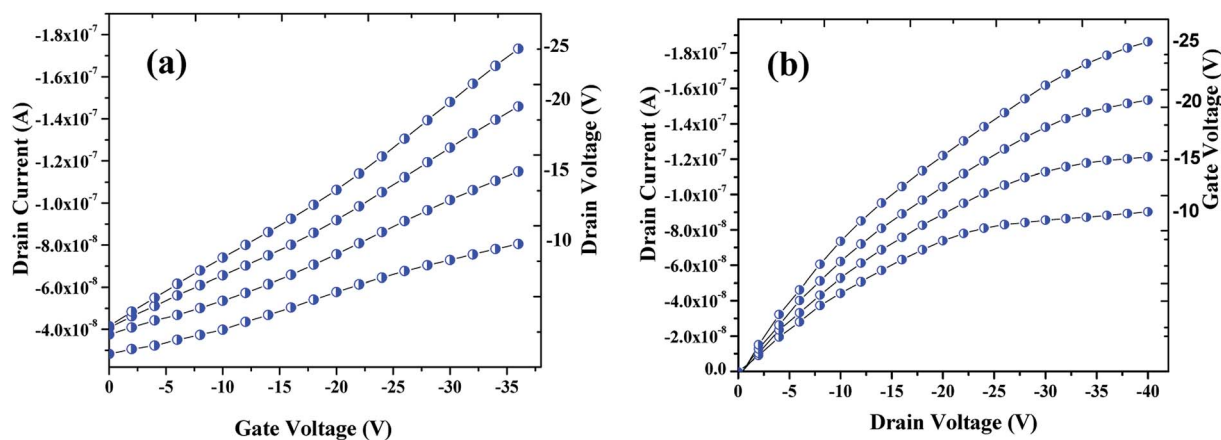 (a)
Drain Current (A)
-1.8x10⁻⁷
-1.6x10⁻⁷
-1.4x10⁻⁷
-1.2x10⁻⁷
-1.0x10⁻⁷
-8.0x10⁻⁸
-6.0x10⁻⁸
-4.0x10⁻⁸
0 -5 -10 -15 -20 -25 -30 -35
Gate Voltage (V)
-25
-20
-15
-10
Drain Voltage (V)
(b)
Drain Current (A)
-1.8x10⁻⁷
-1.6x10⁻⁷
-1.4x10⁻⁷
-1.2x10⁻⁷
-1.0x10⁻⁷
-8.0x10⁻⁸
-6.0x10⁻⁸
-4.0x10⁻⁸
-2.0x10⁻⁸
0.0
0 -5 -10 -15 -20 -25 -30 -35 -40
Drain Voltage (V)
-25
-20
-15
-10
Gate Voltage (V)